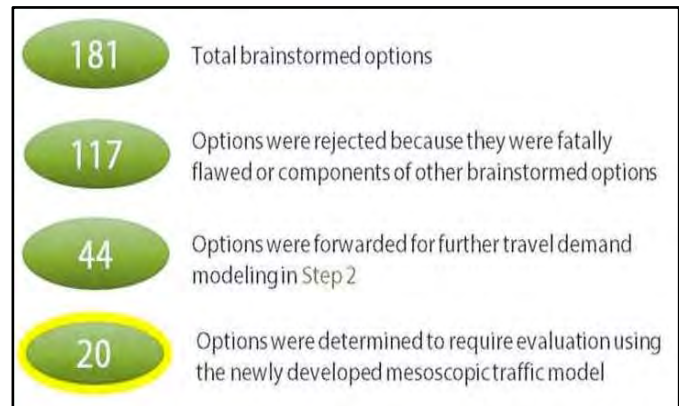 181 Total brainstormed options
117 Options were rejected because they were fatally
flawed or components of other brainstormed options
44 Options were forwarded for further travel demand
modeling in Step 2
20 Options were determined to require evaluation using
the newly developed mesoscopic traffic model